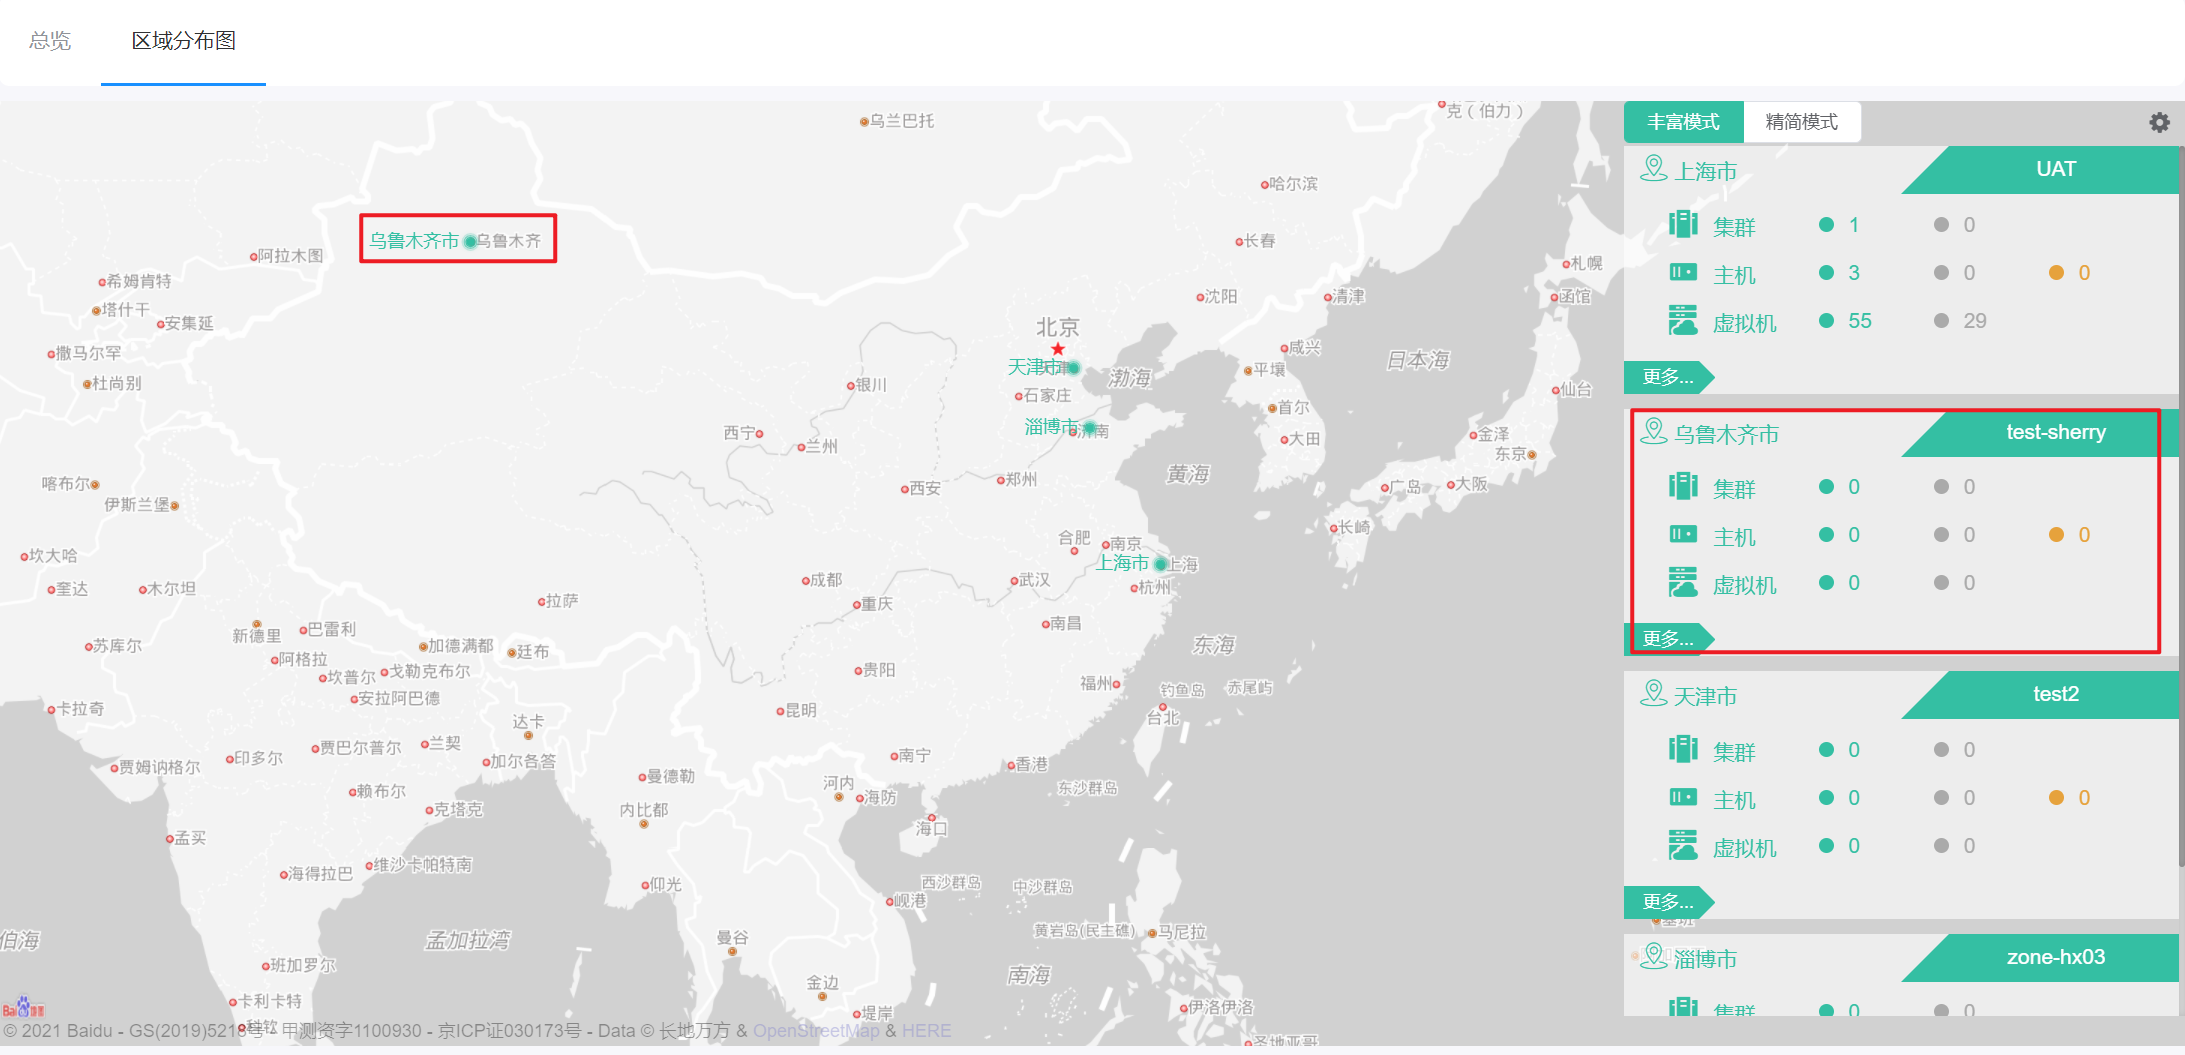 总览
区域分布图
克（伯力）
乌兰巴托
哈尔滨
乌鲁木齐市
乌鲁木齐
长春
阿拉木图
札幌
希姆肯特
沈阳
清津
函馆
塔什干
安集延
北京
撒马尔罕
咸兴
日本海
天津市
渤海
平壤
杜尚别
银川
石家庄
仙台
首尔
淄博市
济南
西宁
兰州
大田
金泽
东京
黄海
郑州
喀布尔
西安
广岛
大阪
伊斯兰堡
长崎
合肥
南京
坎大哈
上海市
上海
成都
武汉
杭州
奎达
木尔坦
拉萨
重庆
南昌
新德里
巴雷利
苏库尔
加德满都
廷布
东海
阿格拉
坎普尔
戈勒克布尔
贵阳
福州
钓鱼岛
赤尾屿
安拉阿巴德
卡拉奇
昆明
台北
达卡
贾巴尔普尔
兰契
印多尔
加尔各答
南宁
香港
贾姆讷格尔
曼德勒
河内
海防
东沙群岛
赖布尔
克塔克
内比都
海口
孟买
维沙卡帕特南
海得拉巴
仰光
西沙群岛
中沙群岛
岘港
黄岩岛(民主礁)
马尼拉
曼谷
伯海
孟加拉湾
班加罗尔
南海
金边
卡利卡特
堤岸
伊洛伊洛
圣地亚哥
© 2021 Baidu - GS(2019)5218号 - 甲测资字1100930 - 京ICP证030173号 - Data © 长地万方 & OpenStreetMap & HERE
丰富模式
精简模式
上海市
UAT
集群 1 0
主机 3 0 0
虚拟机 55 29
更多...
乌鲁木齐市
test-sherry
集群 0 0
主机 0 0 0
虚拟机 0 0
更多...
天津市
test2
集群 0 0
主机 0 0 0
虚拟机 0 0
更多...
淄博市
zone-hx03
集群 0 0